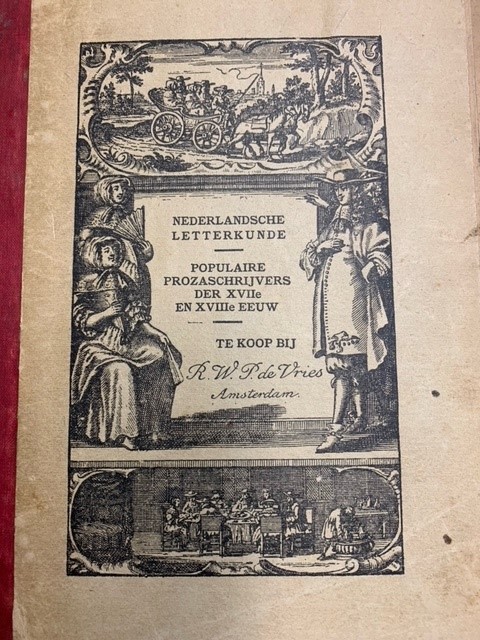 NEDERLANDSCHE
LETTERKUNDE
POPULAIRE
PROZASCHRIJVERS
DER XVIIe
EN XVIIIe EEUW
TE KOOP BIJ
R. W. P. de Vries
Amsterdam.